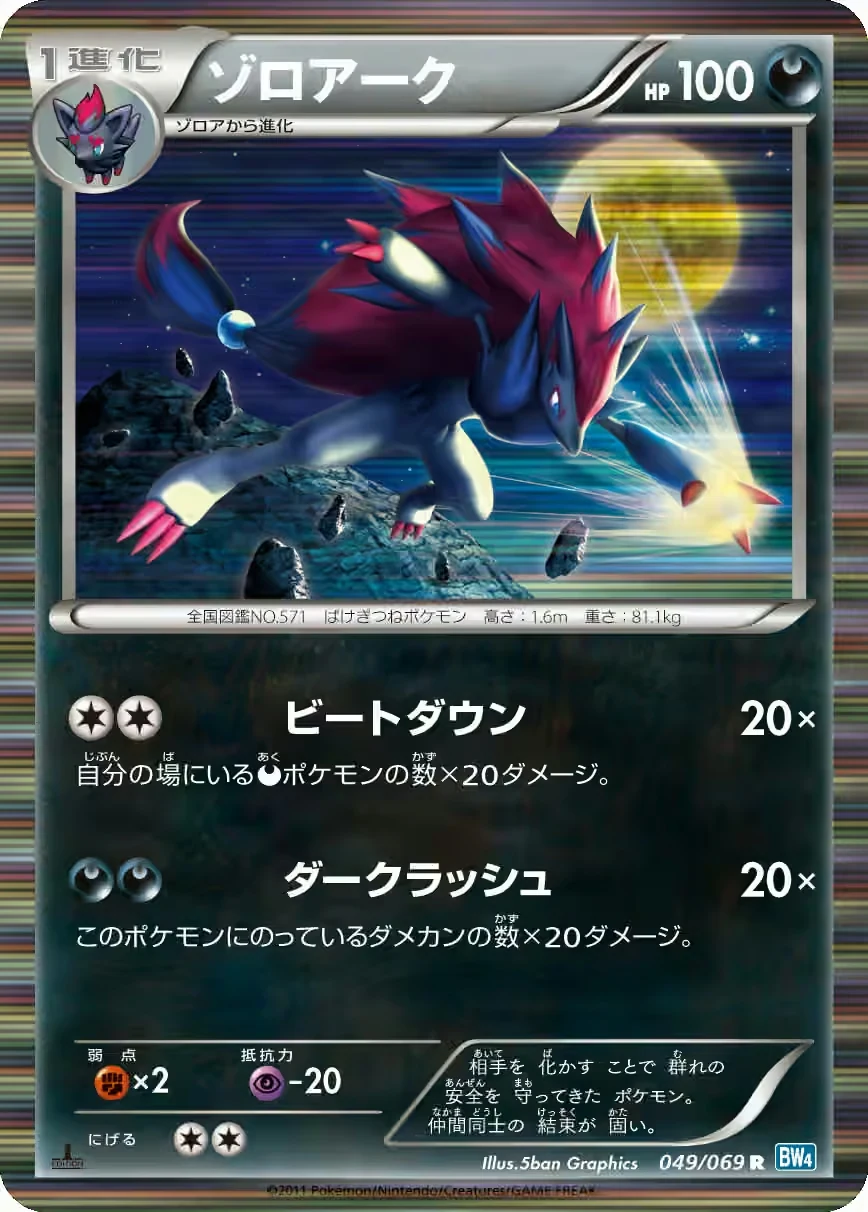 1進化
ゾロアーク
HP 100
ゾロアから進化
全国図鑑NO.571 ばけぎつねポケモン 高さ：1.6m 重さ：81.1kg
ビートダウン 20×
自分の場にいるポケモンの数×20ダメージ。
ダークラッシュ 20×
このポケモンにのっているダメカンの数×20ダメージ。
弱点 抵抗力
×2 -20
にげる
相手を 化かす ことで 群れの
安全を 守ってきた ポケモン。
仲間同士の 結束が 固い。
1 EDITION
Illus.5ban Graphics 049/069 R BW4
©2011 Pokémon/Nintendo/Creatures/GAME FREAK.